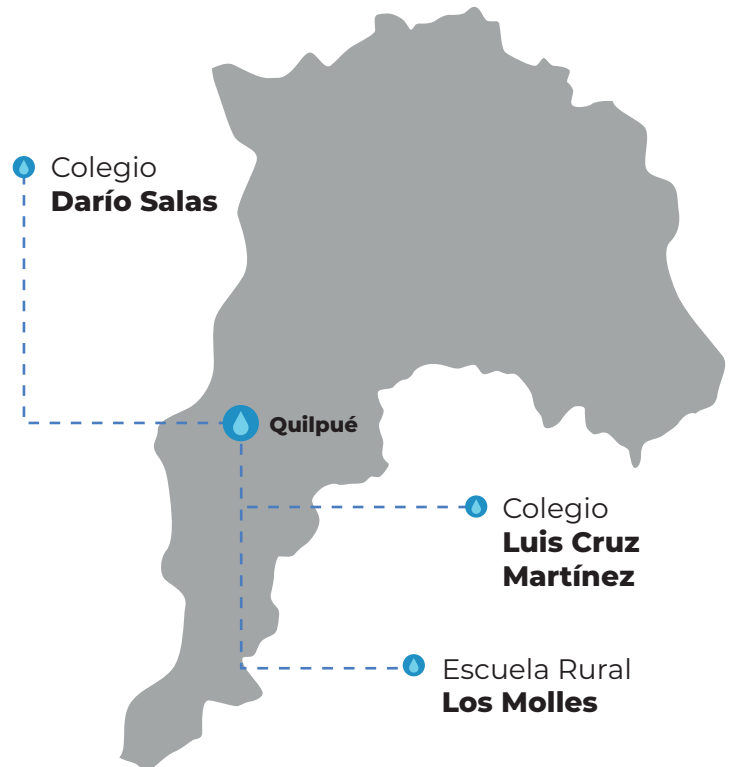 Colegio
Darío Salas
Quilpué
Colegio
Luis Cruz
Martínez
Escuela Rural
Los Molles